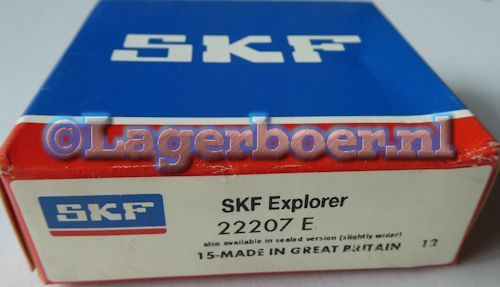 SKF
©Lagerboer.nl
SKF
SKF Explorer
22207 E
also available in sealed version (slightly wider)
15-MADE IN GREAT BRITAIN 12